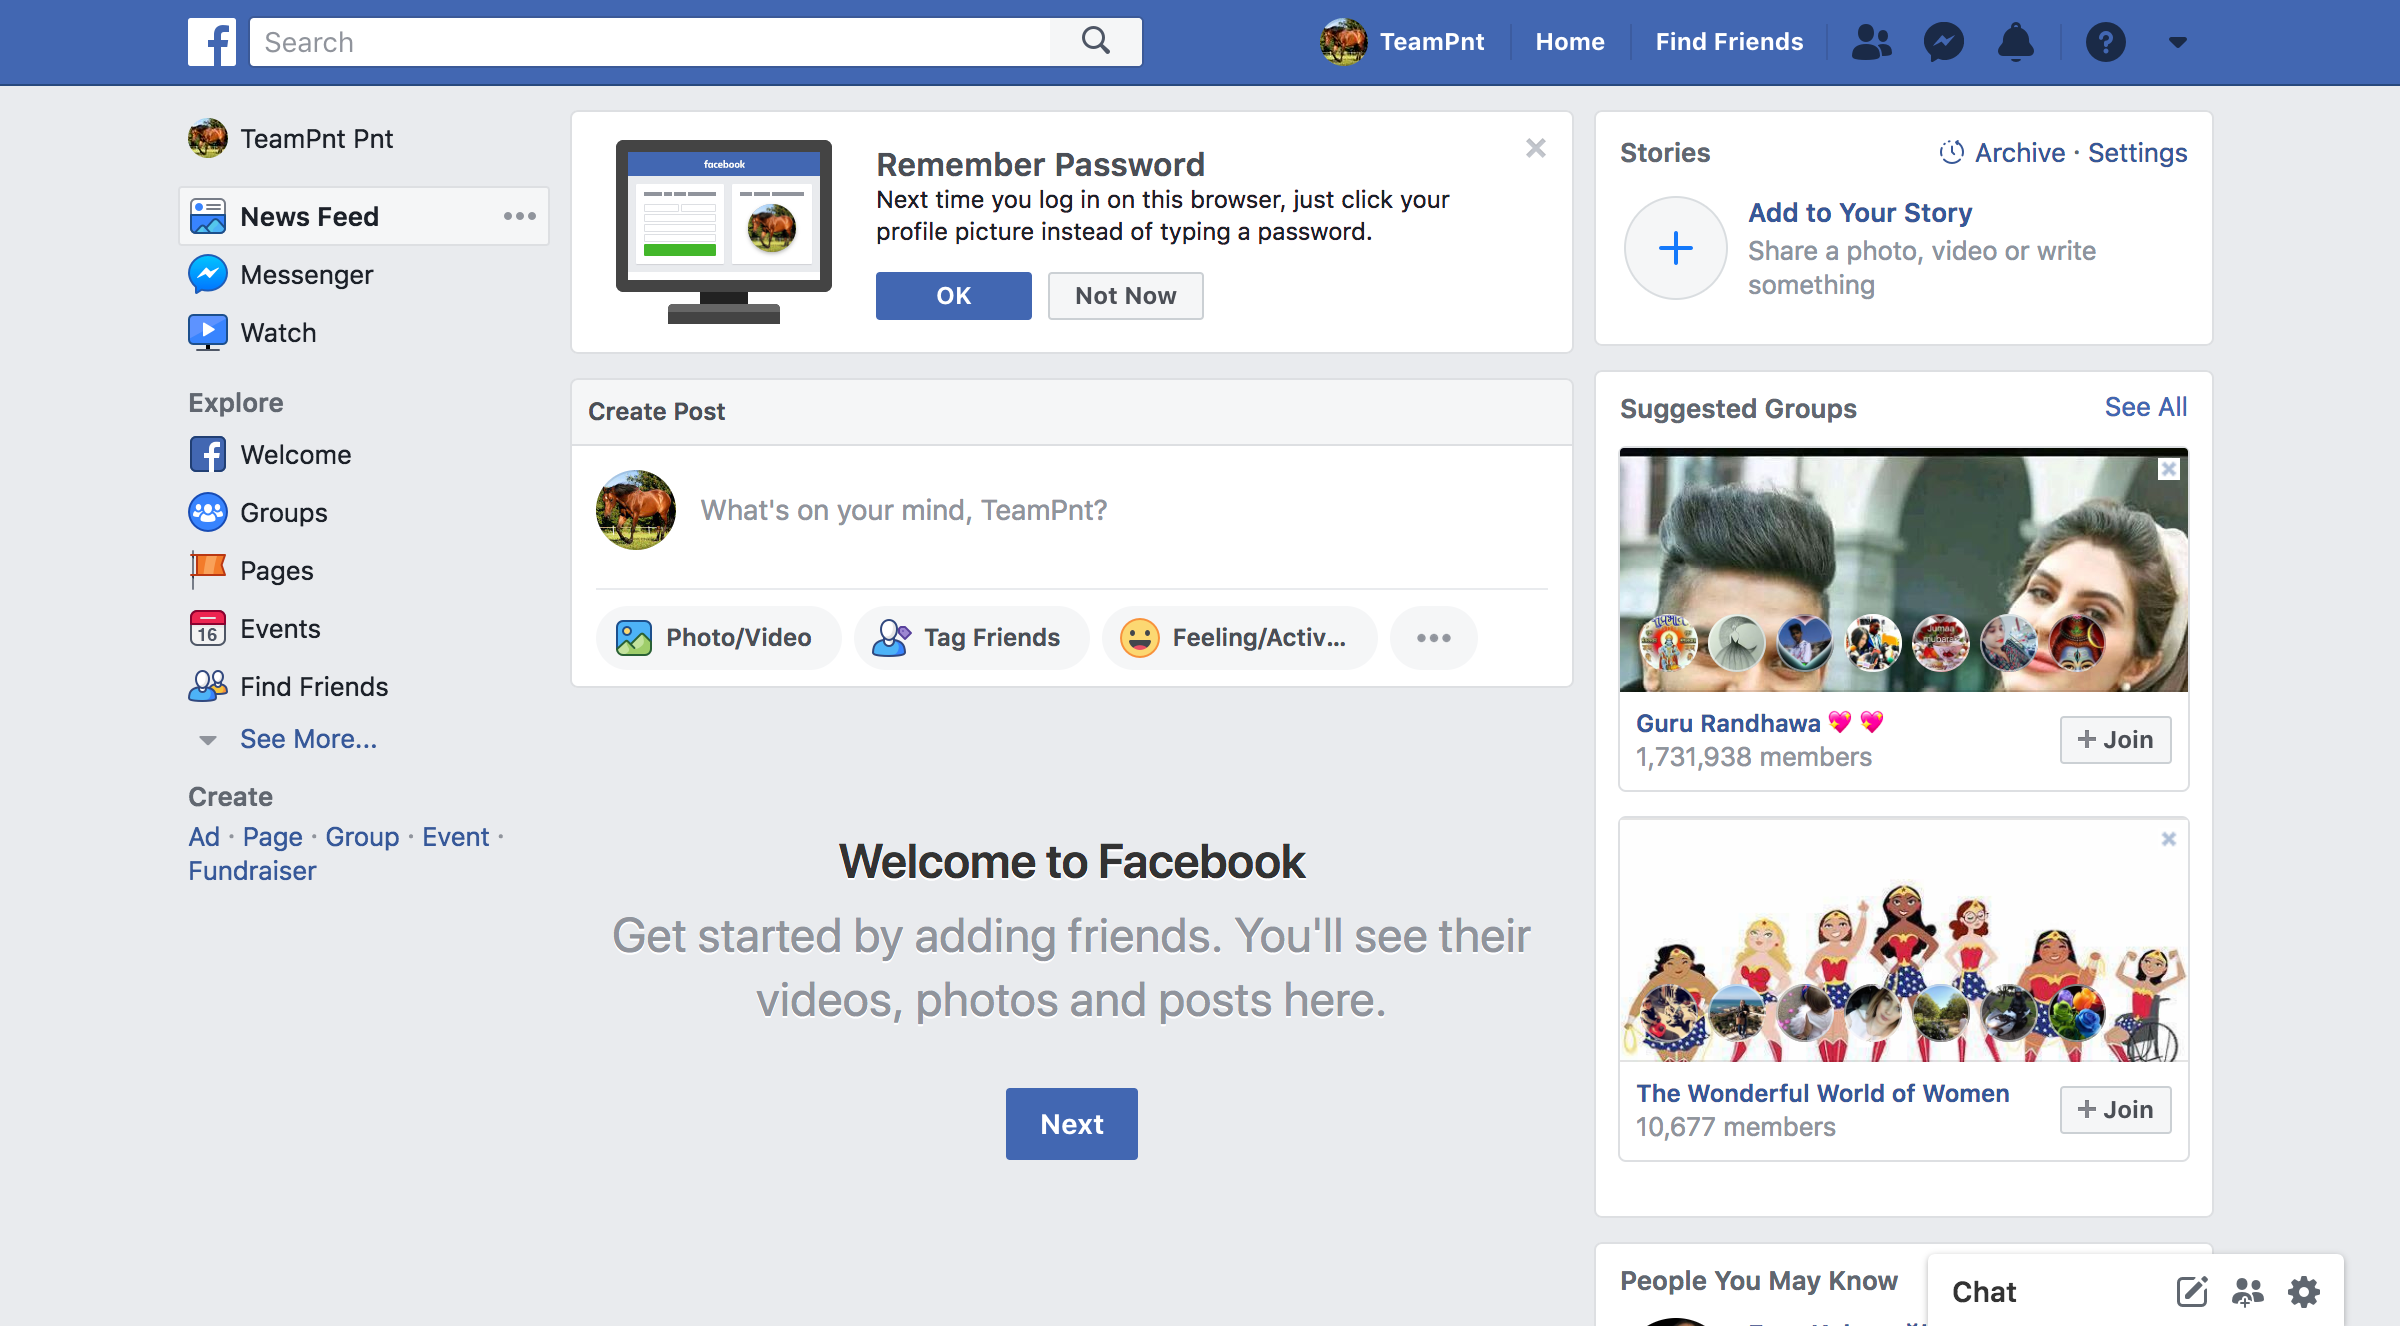 Search
TeampPnt
Home
Find Friends
TeamPnt Pnt
News Feed
Messenger
Watch
Explore
Welcome
Groups
Pages
16
Events
Find Friends
See More...
Create
Ad · Page · Group · Event ·
Fundraiser
facebook
Remember Password
Next time you log in on this browser, just click your
profile picture instead of typing a password.
OK
Not Now
Create Post
What's on your mind, TeamPnt?
Photo/Video
Tag Friends
Feeling/Activ...
Welcome to Facebook
Get started by adding friends. You'll see their
videos, photos and posts here.
Next
Stories
Archive · Settings
Add to Your Story
Share a photo, video or write
something
Suggested Groups
See All
Jumaa
mubarak
Guru Randhawa 💖 💖
1,731,938 members
+ Join
The Wonderful World of Women
10,677 members
+ Join
People You May Know
Chat